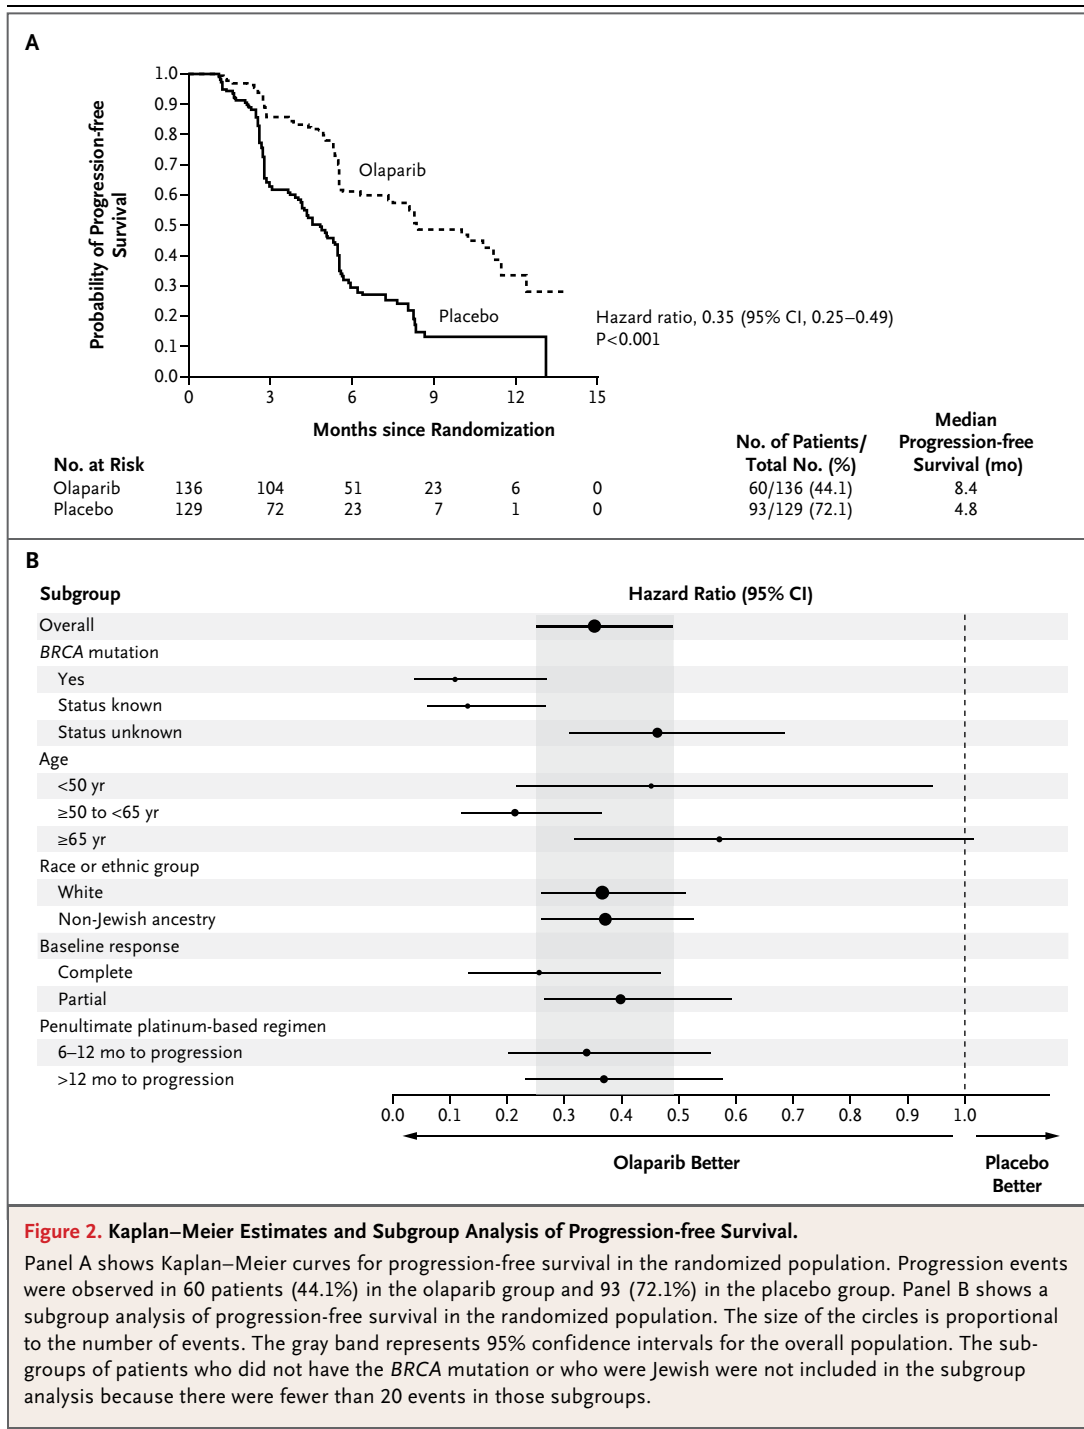 A
1.0
0.9
0.8
0.7
0.6
0.5
0.4
0.3
0.2
0.1
0.0
Probability of Progression-free
Survival
Olaparib
Placebo
Hazard ratio, 0.35 (95% CI, 0.25–0.49)
P<0.001
0 3 6 9 12 15
Months since Randomization
No. at Risk
Olaparib 136 104 51 23 6 0
Placebo 129 72 23 7 1 0
No. of Patients/
Total No. (%)
60/136 (44.1)
93/129 (72.1)
Median
Progression-free
Survival (mo)
8.4
4.8
B
Subgroup Hazard Ratio (95% CI)
Overall
BRCA mutation
Yes
Status known
Status unknown
Age
<50 yr
≥50 to <65 yr
≥65 yr
Race or ethnic group
White
Non-Jewish ancestry
Baseline response
Complete
Partial
Penultimate platinum-based regimen
6–12 mo to progression
>12 mo to progression
0.0 0.1 0.2 0.3 0.4 0.5 0.6 0.7 0.8 0.9 1.0
Olaparib Better
Placebo
Better
Figure 2. Kaplan–Meier Estimates and Subgroup Analysis of Progression-free Survival.
Panel A shows Kaplan–Meier curves for progression-free survival in the randomized population. Progression events
were observed in 60 patients (44.1%) in the olaparib group and 93 (72.1%) in the placebo group. Panel B shows a
subgroup analysis of progression-free survival in the randomized population. The size of the circles is proportional
to the number of events. The gray band represents 95% confidence intervals for the overall population. The sub-
groups of patients who did not have the BRCA mutation or who were Jewish were not included in the subgroup
analysis because there were fewer than 20 events in those subgroups.